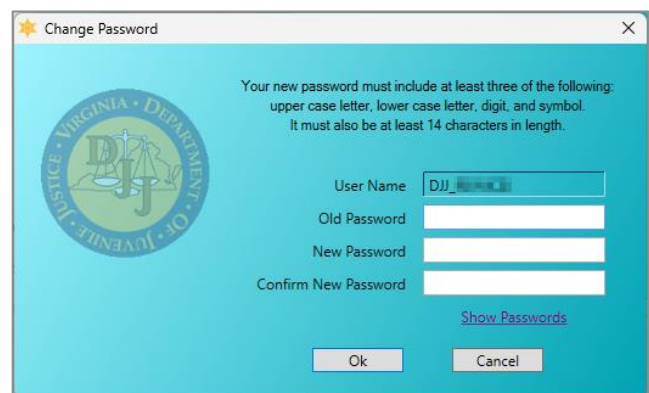 Change Password
Your new password must include at least three of the following:
upper case letter, lower case letter, digit, and symbol.
It must also be at least 14 characters in length.
VIRGINIA • DEPARTMENT • OF • JUVENILE • JUSTICE •
DJJ
User Name DJJ_
Old Password
New Password
Confirm New Password
Show Passwords
Ok Cancel